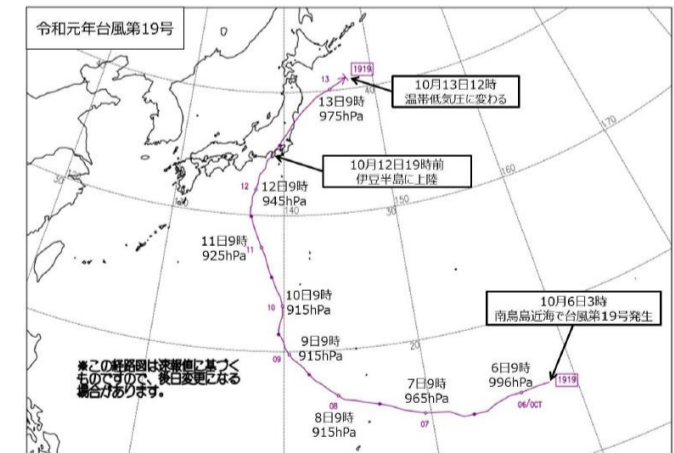 令和元年台風第19号
1919
13
10月13日12時
温帯低気圧に変わる
40
13日9時
975hPa
170
10月12日19時前
伊豆半島に上陸
160
30
12
12日9時
945hPa
140
150
11日9時
925hPa
11
10日9時
915hPa
10
10月6日3時
南鳥島近海で台風第19号発生
9日9時
915hPa
09
20
※この経路図は速報値に基づく
ものですので、後日変更になる
場合があります。
6日9時
996hPa
1919
7日9時
965hPa
06/OCT
08
07
8日9時
915hPa